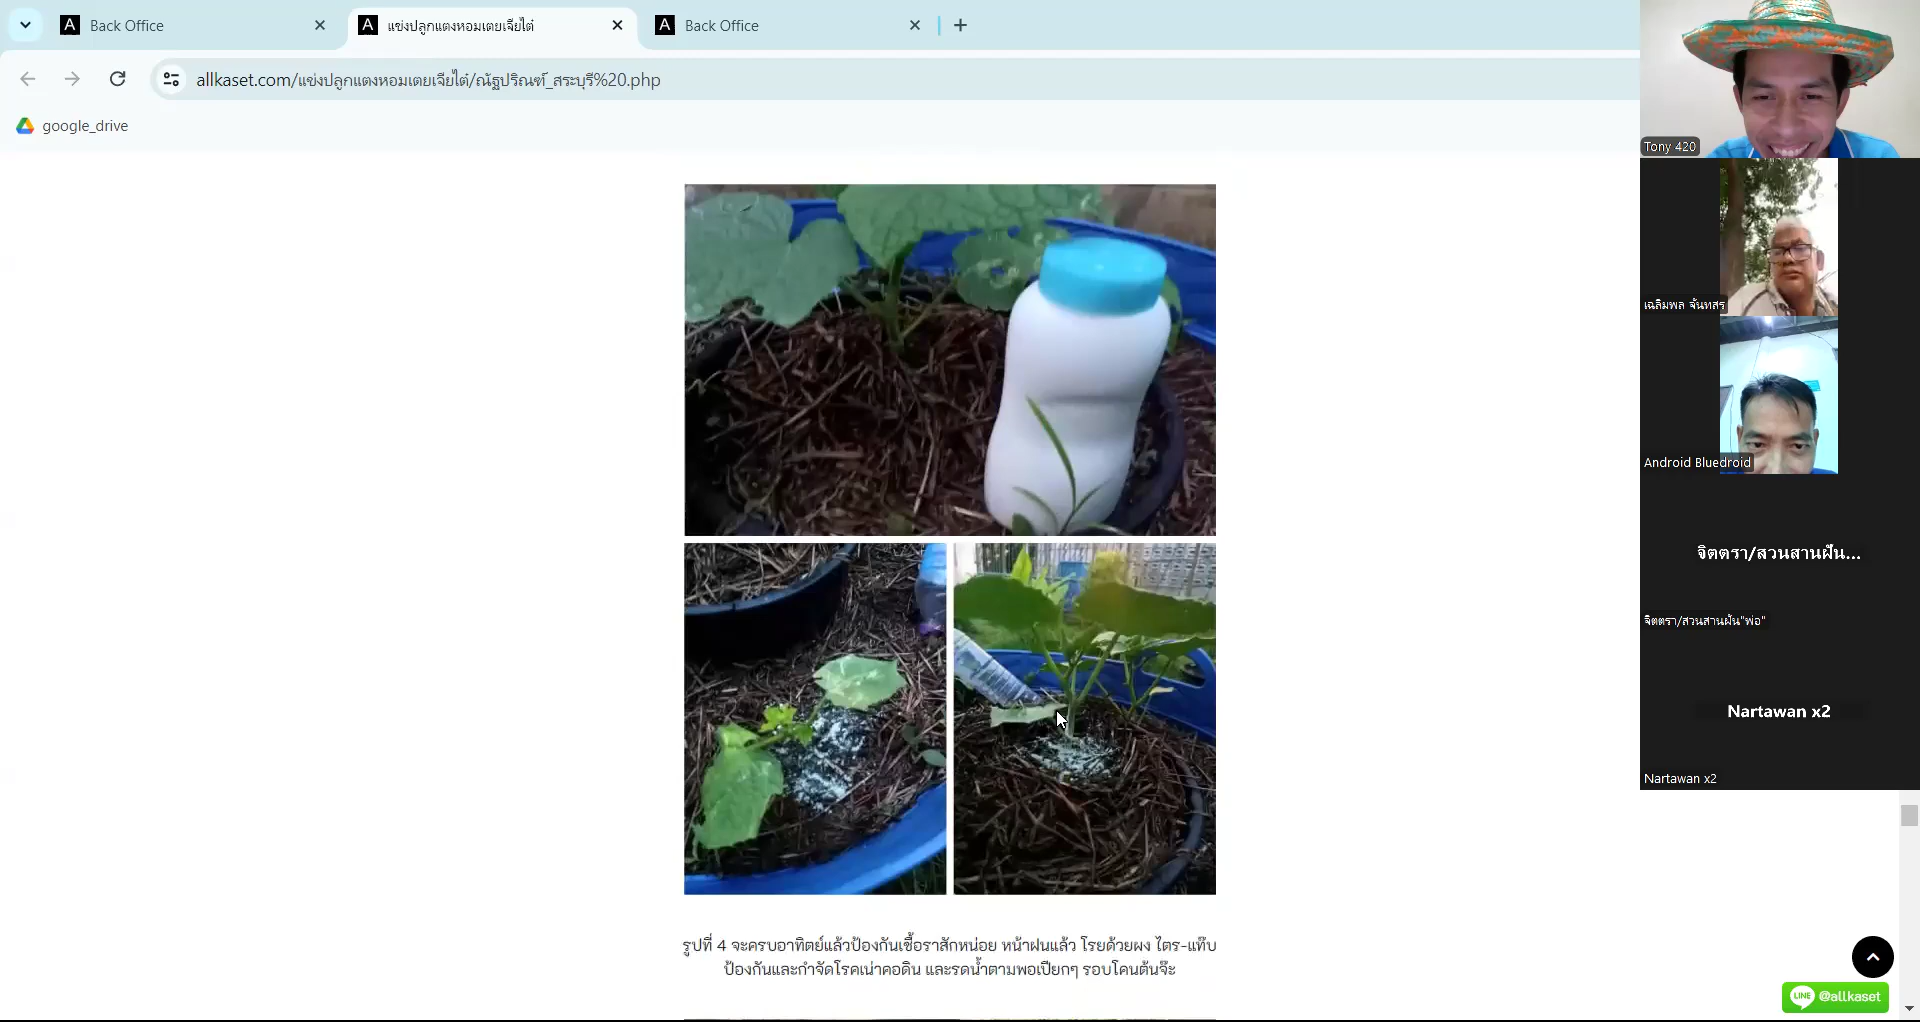 Back Office
แข่งปลูกแตงหอมเตยเจียไต๋
Back Office
allkaset.com/แข่งปลูกแตงหอมเตยเจียไต๋/ณัฐปริณฑ์_สระบุรี%20.php
google_drive
Tony 420
เฉลิมพล จันทสร
Android Bluedroid
จิตตรา/สวนสานฝัน...
จิตตรา/สวนสานฝัน"พ่อ"
Nartawan x2
Nartawan x2
รูปที่ 4 จะครบอาทิตย์แล้วป้องกันเชื้อราสักหน่อย หน้าฝนแล้ว โรยด้วยผง ไตร-แท๊บ
ป้องกันและกำจัดโรคเน่าคอดิน และรดน้ำตามพอเปียกๆ รอบโคนต้นจ๊ะ
LINE @allkaset